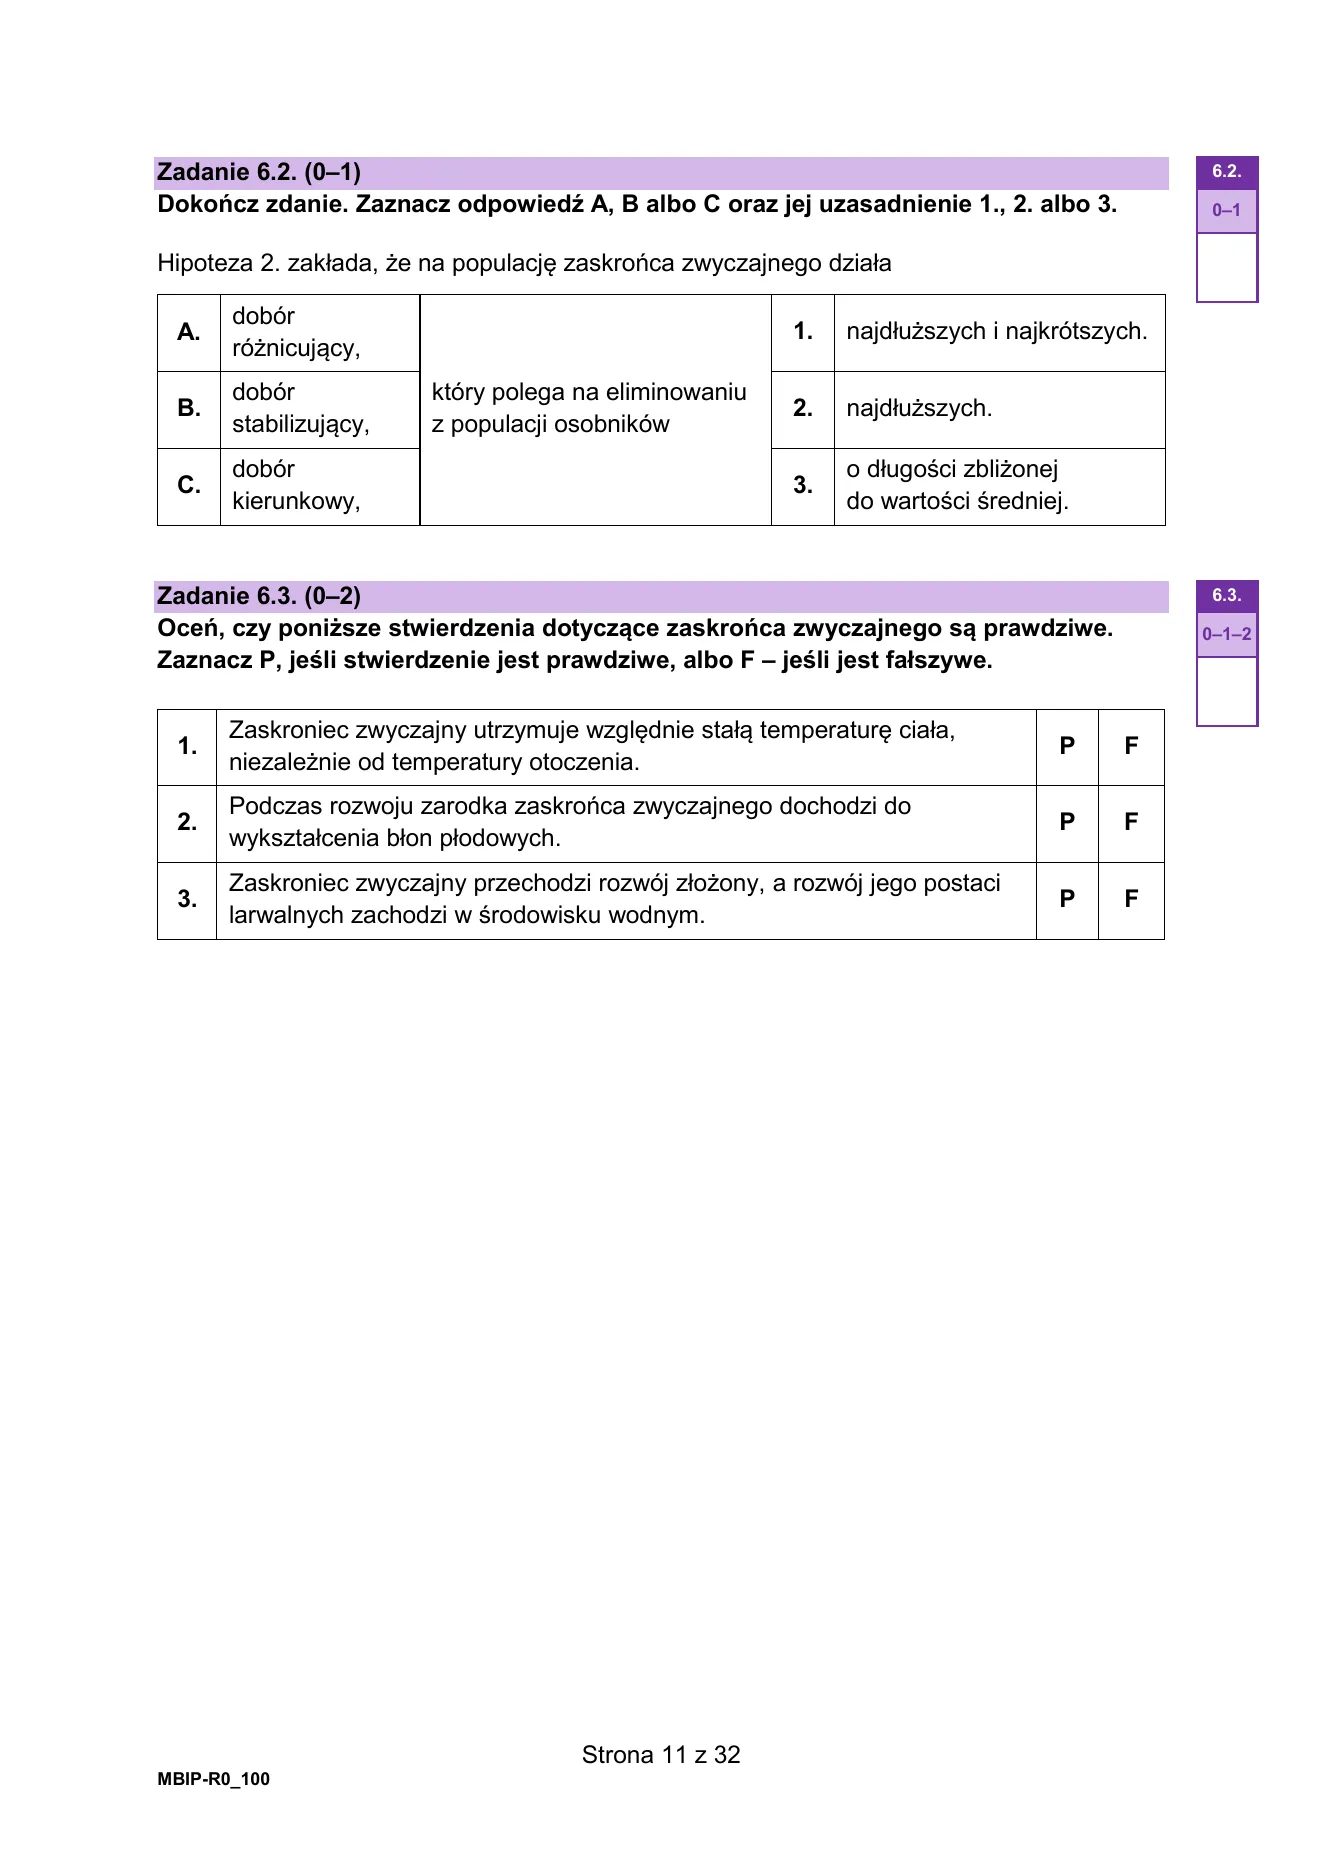 Zadanie 6.2. (0–1)
6.2.
0–1
Dokończ zdanie. Zaznacz odpowiedź A, B albo C oraz jej uzasadnienie 1., 2. albo 3.
Hipoteza 2. zakłada, że na populację zaskrońca zwyczajnego działa
A.
dobór
różnicujący,
B.
dobór
stabilizujący,
C.
dobór
kierunkowy,
który polega na eliminowaniu
z populacji osobników
1.
najdłuższych i najkrótszych.
2.
najdłuższych.
3.
o długości zbliżonej
do wartości średniej.
Zadanie 6.3. (0–2)
6.3.
0–1–2
Oceń, czy poniższe stwierdzenia dotyczące zaskrońca zwyczajnego są prawdziwe.
Zaznacz P, jeśli stwierdzenie jest prawdziwe, albo F – jeśli jest fałszywe.
1.
Zaskroniec zwyczajny utrzymuje względnie stałą temperaturę ciała,
niezależnie od temperatury otoczenia.
P
F
2.
Podczas rozwoju zarodka zaskrońca zwyczajnego dochodzi do
wykształcenia błon płodowych.
P
F
3.
Zaskroniec zwyczajny przechodzi rozwój złożony, a rozwój jego postaci
larwalnych zachodzi w środowisku wodnym.
P
F
Strona 11 z 32
MBIP-R0_100